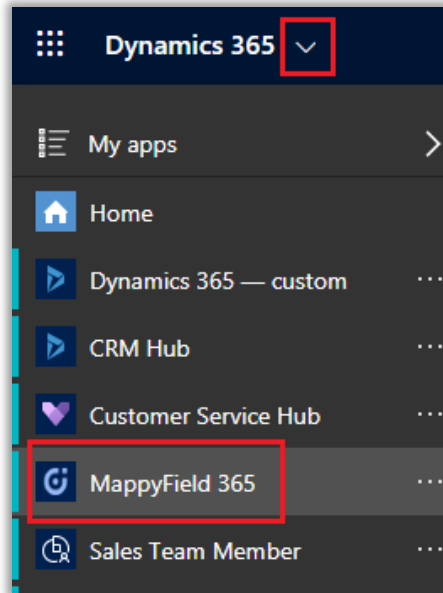 Dynamics 365
My apps
Home
Dynamics 365 — custom
CRM Hub
Customer Service Hub
MappyField 365
Sales Team Member